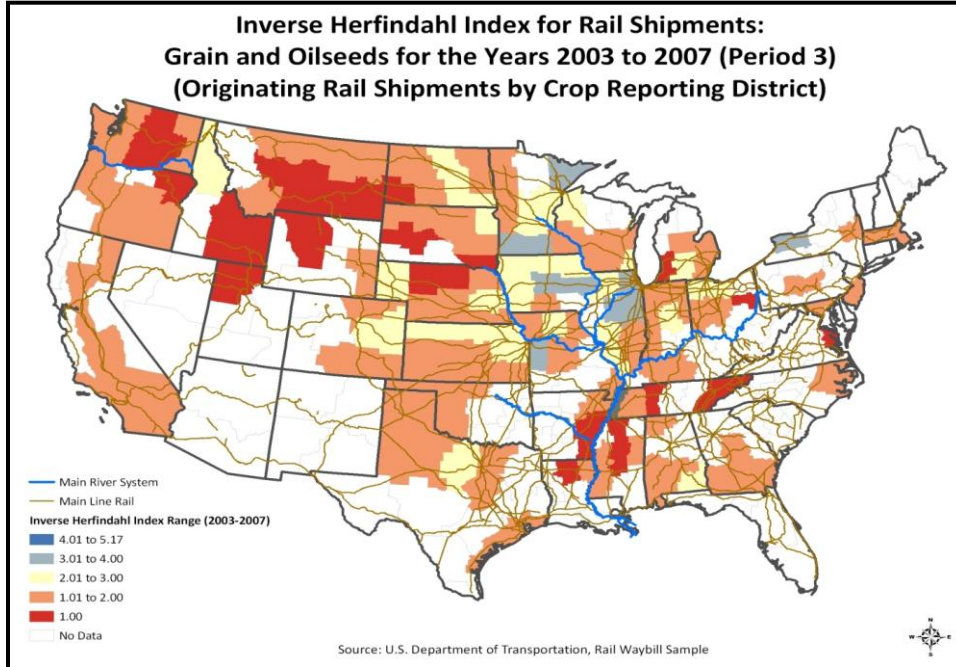 Inverse Herfindahl Index for Rail Shipments:
Grain and Oilseeds for the Years 2003 to 2007 (Period 3)
(Originating Rail Shipments by Crop Reporting District)
Main River System
Main Line Rail
Inverse Herfindahl Index Range (2003-2007)
4.01 to 5.17
3.01 to 4.00
2.01 to 3.00
1.01 to 2.00
1.00
No Data
Source: U.S. Department of Transportation, Rail Waybill Sample
N
W E
S